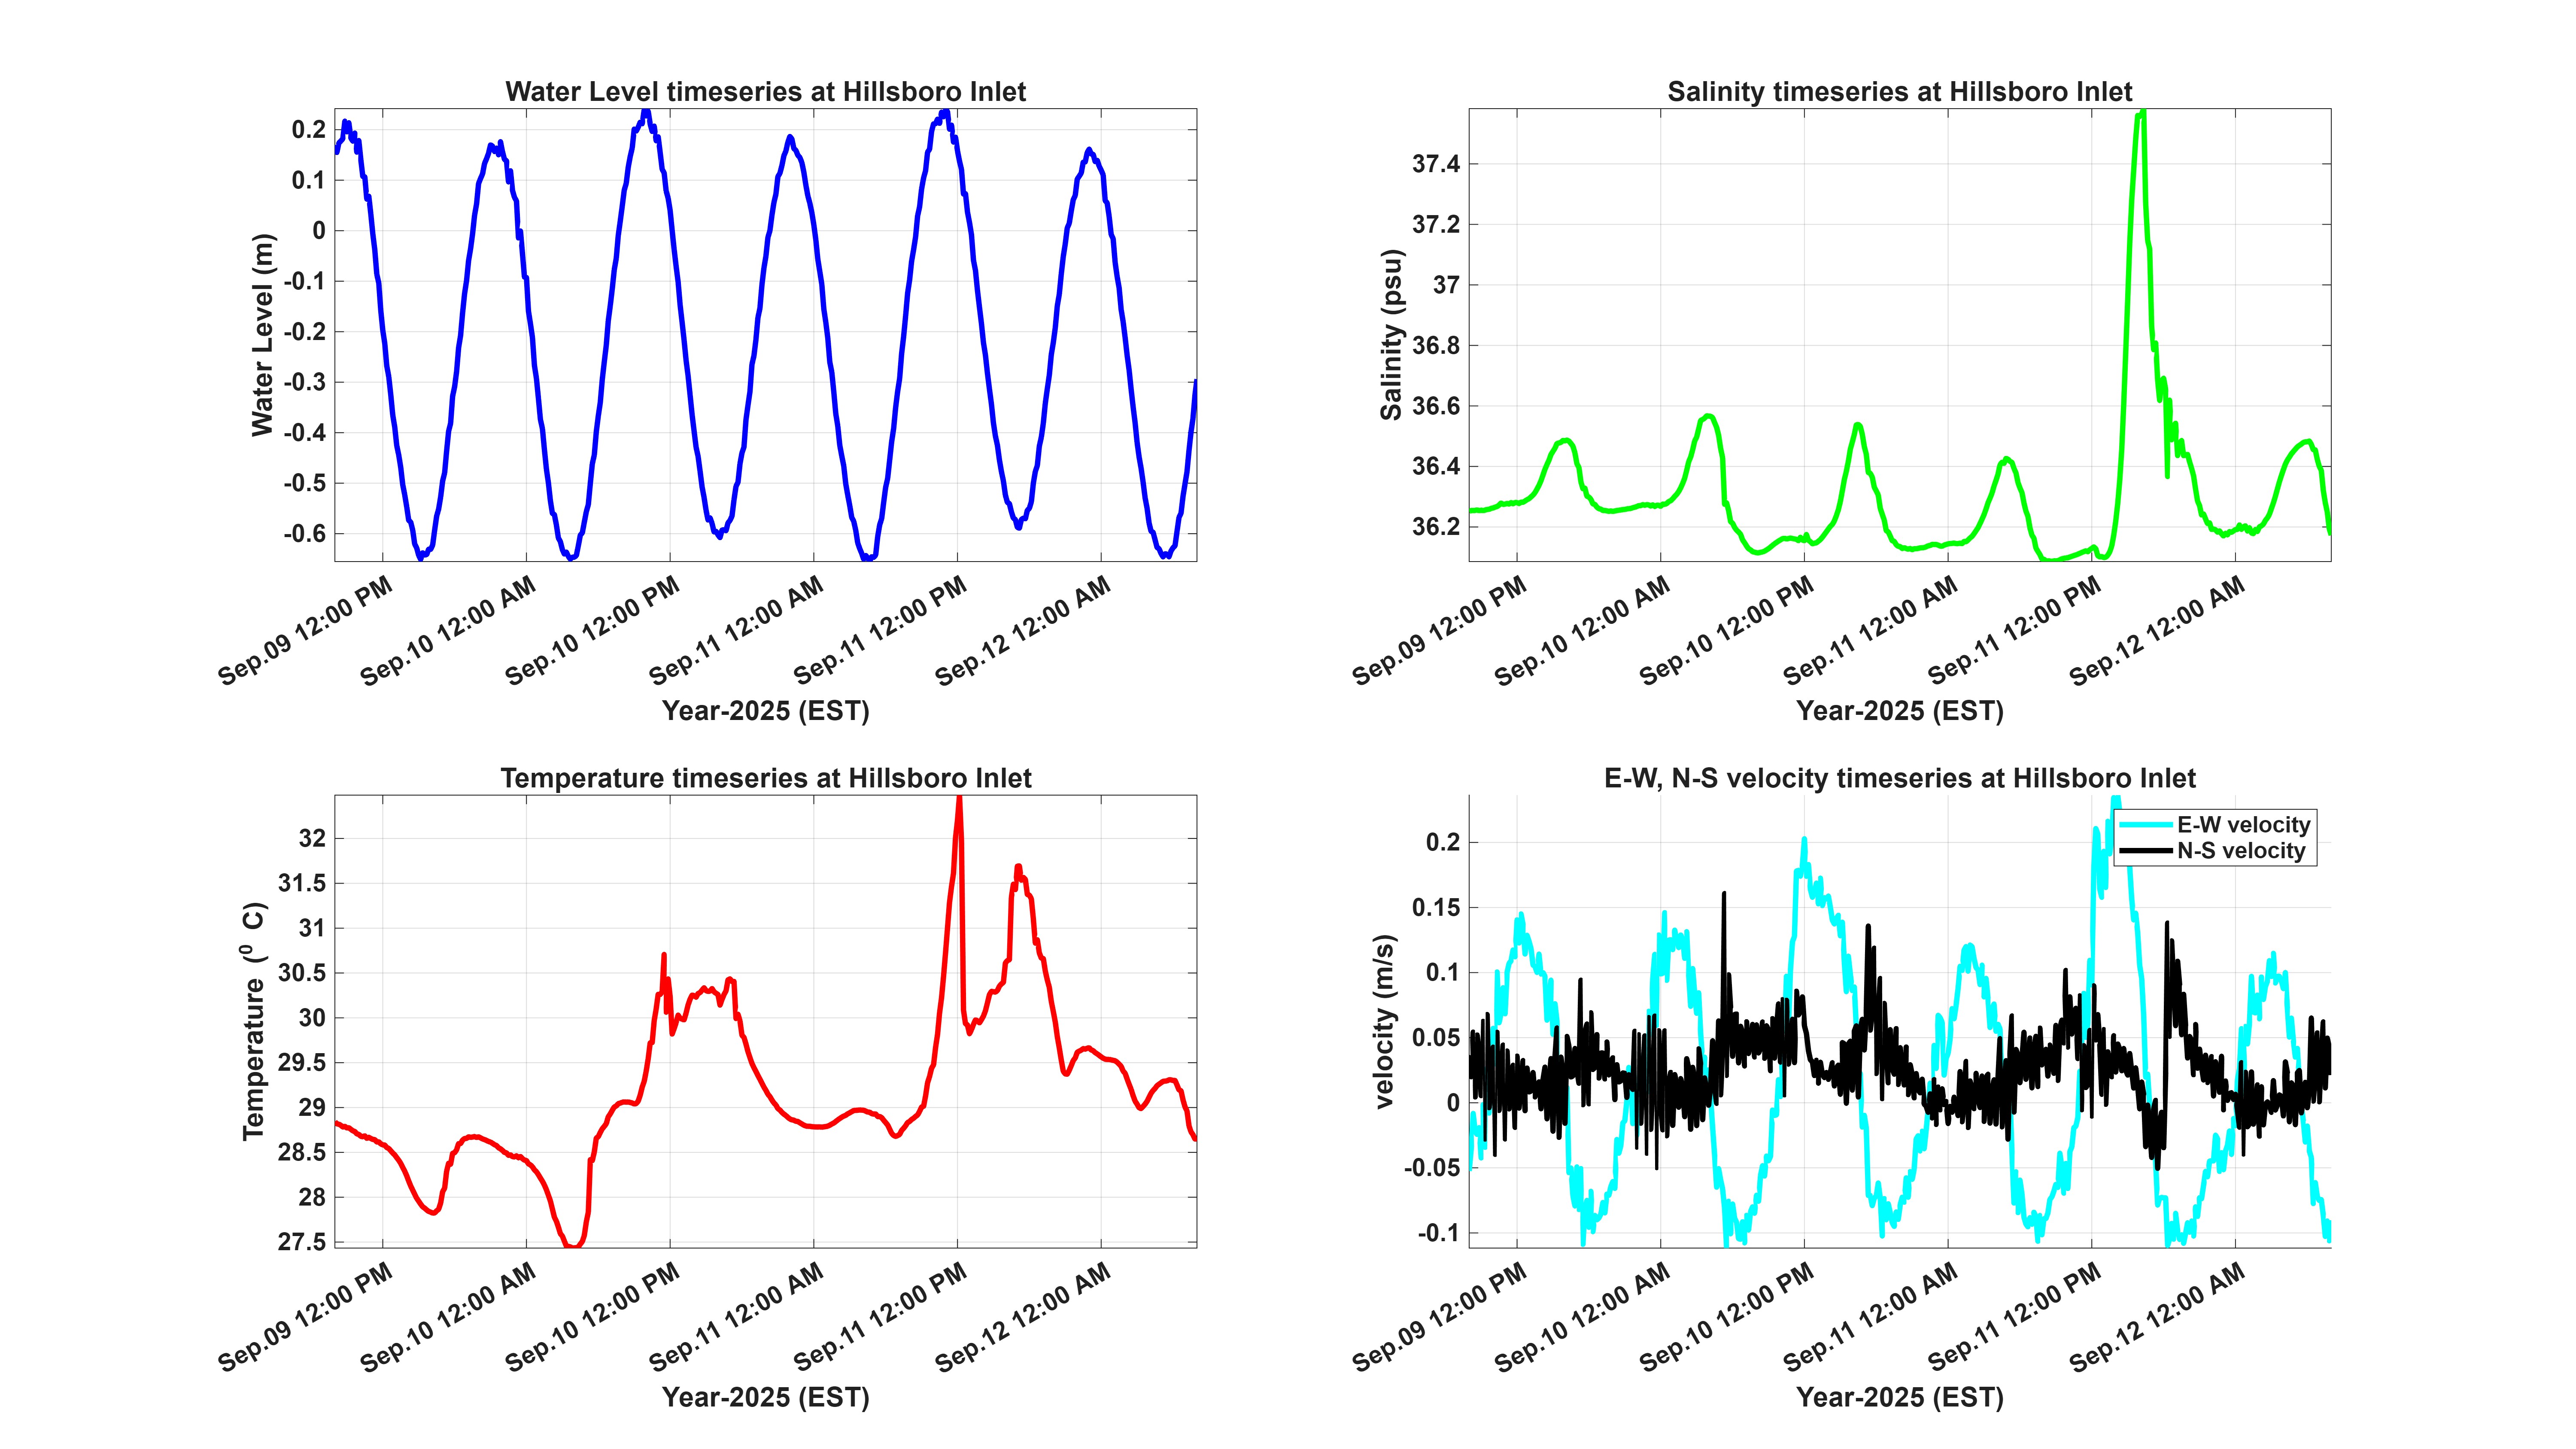 Water Level timeseries at Hillsboro Inlet
Water Level (m)
0.2
0.1
0
-0.1
-0.2
-0.3
-0.4
-0.5
-0.6
Sep.09 12:00 PM
Sep.10 12:00 AM
Sep.10 12:00 PM
Sep.11 12:00 AM
Sep.11 12:00 PM
Sep.12 12:00 AM
Year-2025 (EST)
Salinity timeseries at Hillsboro Inlet
Salinity (psu)
37.4
37.2
37
36.8
36.6
36.4
36.2
Sep.09 12:00 PM
Sep.10 12:00 AM
Sep.10 12:00 PM
Sep.11 12:00 AM
Sep.11 12:00 PM
Sep.12 12:00 AM
Year-2025 (EST)
Temperature timeseries at Hillsboro Inlet
Temperature (⁰ C)
32
31.5
31
30.5
30
29.5
29
28.5
28
27.5
Sep.09 12:00 PM
Sep.10 12:00 AM
Sep.10 12:00 PM
Sep.11 12:00 AM
Sep.11 12:00 PM
Sep.12 12:00 AM
Year-2025 (EST)
E-W, N-S velocity timeseries at Hillsboro Inlet
velocity (m/s)
0.2
0.15
0.1
0.05
0
-0.05
-0.1
E-W velocity
N-S velocity
Sep.09 12:00 PM
Sep.10 12:00 AM
Sep.10 12:00 PM
Sep.11 12:00 AM
Sep.11 12:00 PM
Sep.12 12:00 AM
Year-2025 (EST)